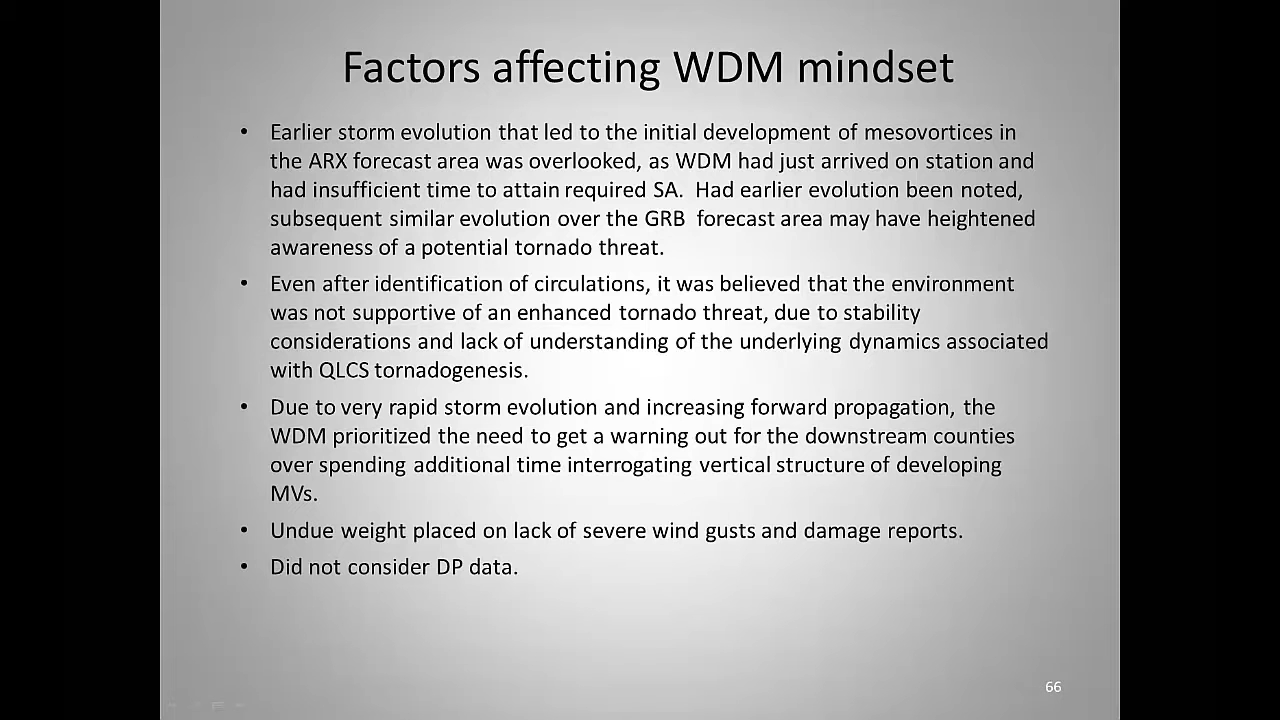 Factors affecting WDM mindset
• Earlier storm evolution that led to the initial development of mesovortices in
the ARX forecast area was overlooked, as WDM had just arrived on station and
had insufficient time to attain required SA.  Had earlier evolution been noted,
subsequent similar evolution over the GRB  forecast area may have heightened
awareness of a potential tornado threat.
• Even after identification of circulations, it was believed that the environment
was not supportive of an enhanced tornado threat, due to stability
considerations and lack of understanding of the underlying dynamics associated
with QLCS tornadogenesis.
• Due to very rapid storm evolution and increasing forward propagation, the
WDM prioritized the need to get a warning out for the downstream counties
over spending additional time interrogating vertical structure of developing
MVs.
• Undue weight placed on lack of severe wind gusts and damage reports.
• Did not consider DP data.
66